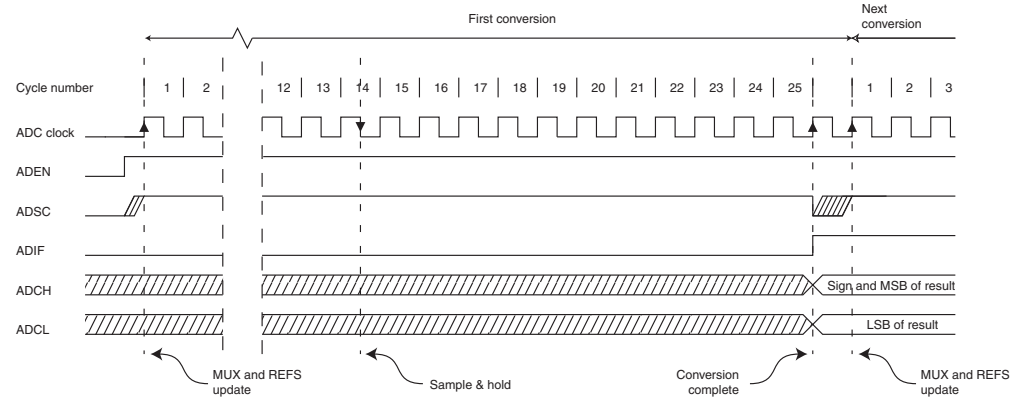 First conversion
Next
conversion
Cycle number 1 2 12 13 14 15 16 17 18 19 20 21 22 23 24 25 1 2 3
ADC clock
ADEN
ADSC
ADIF
ADCH Sign and MSB of result
ADCL LSB of result
MUX and REFS
update
Sample & hold
Conversion
complete
MUX and REFS
update